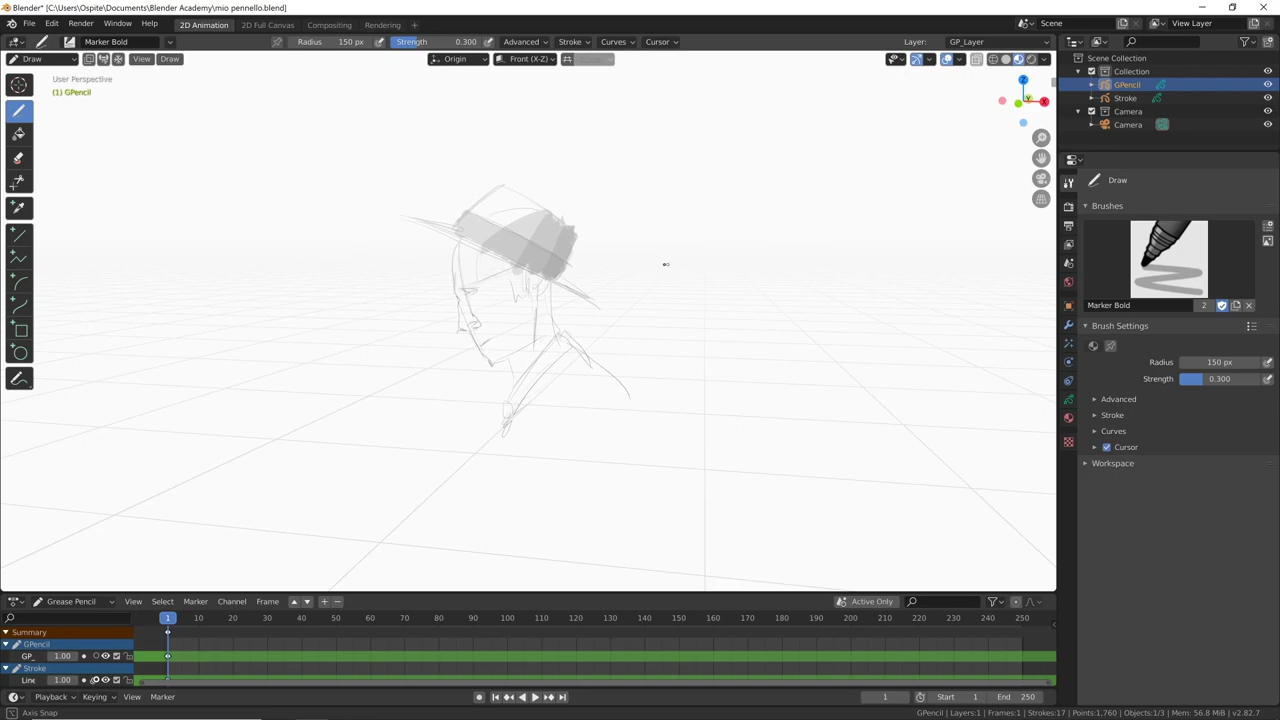 Blender* [C:\Users\Ospite\Documents\Blender Academy\mio pennello.blend]
File Edit Render Window Help 2D Animation 2D Full Canvas Compositing Rendering Scene View Layer
Marker Bold Radius 150 px Strength 0.300 Advanced Stroke Curves Cursor Layer: GP_Layer
Draw View Draw Origin Front (X-Z)
User Perspective
(1) GPencil
Z
X
Y
Scene Collection
Collection
GPencil
Stroke
Camera
Camera
Draw
Brushes
Marker Bold 2
Brush Settings
Radius 150 px
Strength 0.300
Advanced
Stroke
Curves
Cursor
Workspace
Grease Pencil View Select Marker Channel Frame Active Only
1 10 20 30 40 50 60 70 80 90 100 110 120 130 140 150 160 170 180 190 200 210 220 230 240 250
Summary
GPencil
GP_ 1.00
Stroke
Line 1.00
Playback Keying View Marker 1 Start 1 End 250
Axis Snap GPencil | Layers:1 | Frames:1 | Strokes:17 | Points:1,760 | Objects:1/3 | Mem: 56.8 MiB | v2.82.7